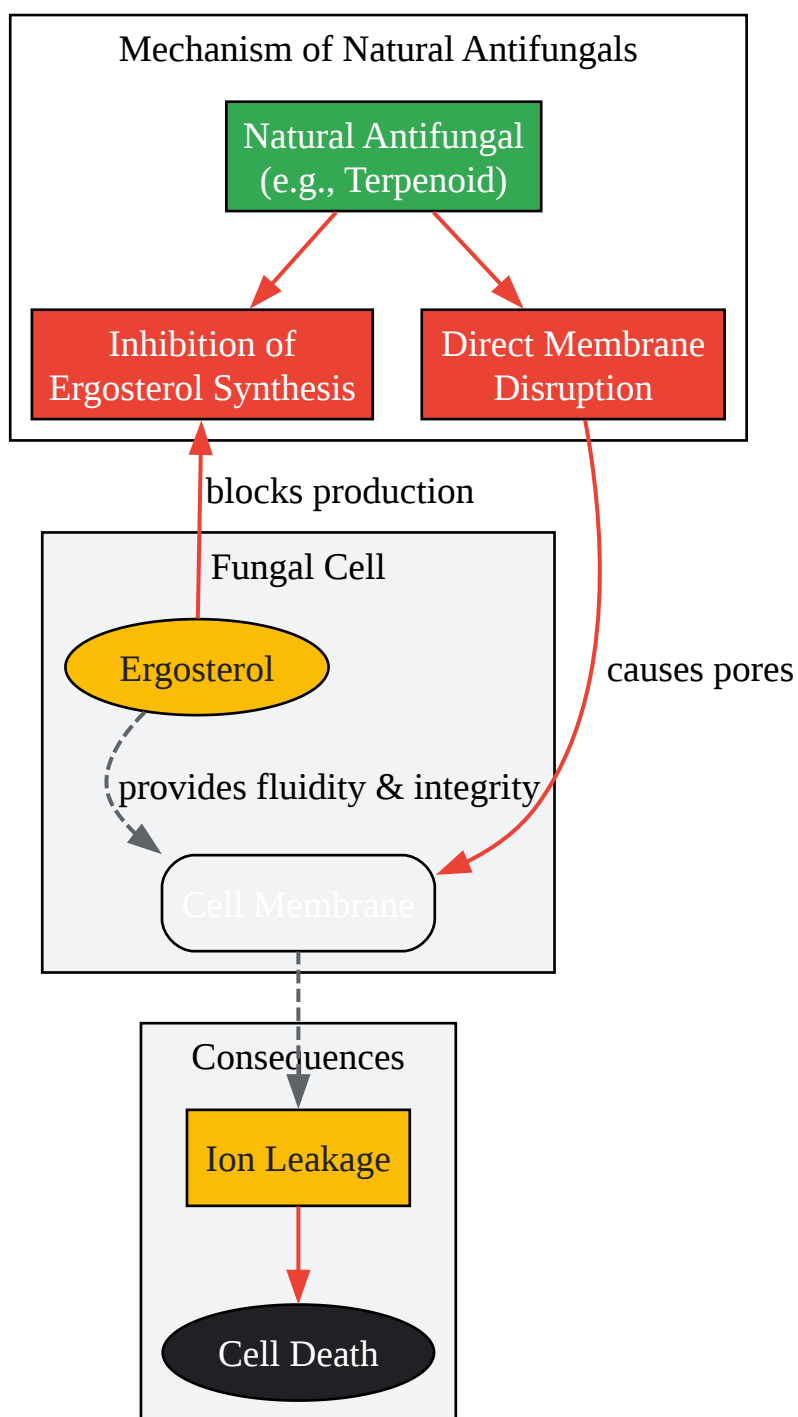 Mechanism of Natural Antifungals
Natural Antifungal
(e.g., Terpenoid)
Inhibition of
Ergosterol Synthesis
Direct Membrane
Disruption
blocks production
Fungal Cell
Ergosterol
causes pores
provides fluidity & integrity
Cell Membrane
Consequences
Ion Leakage
Cell Death